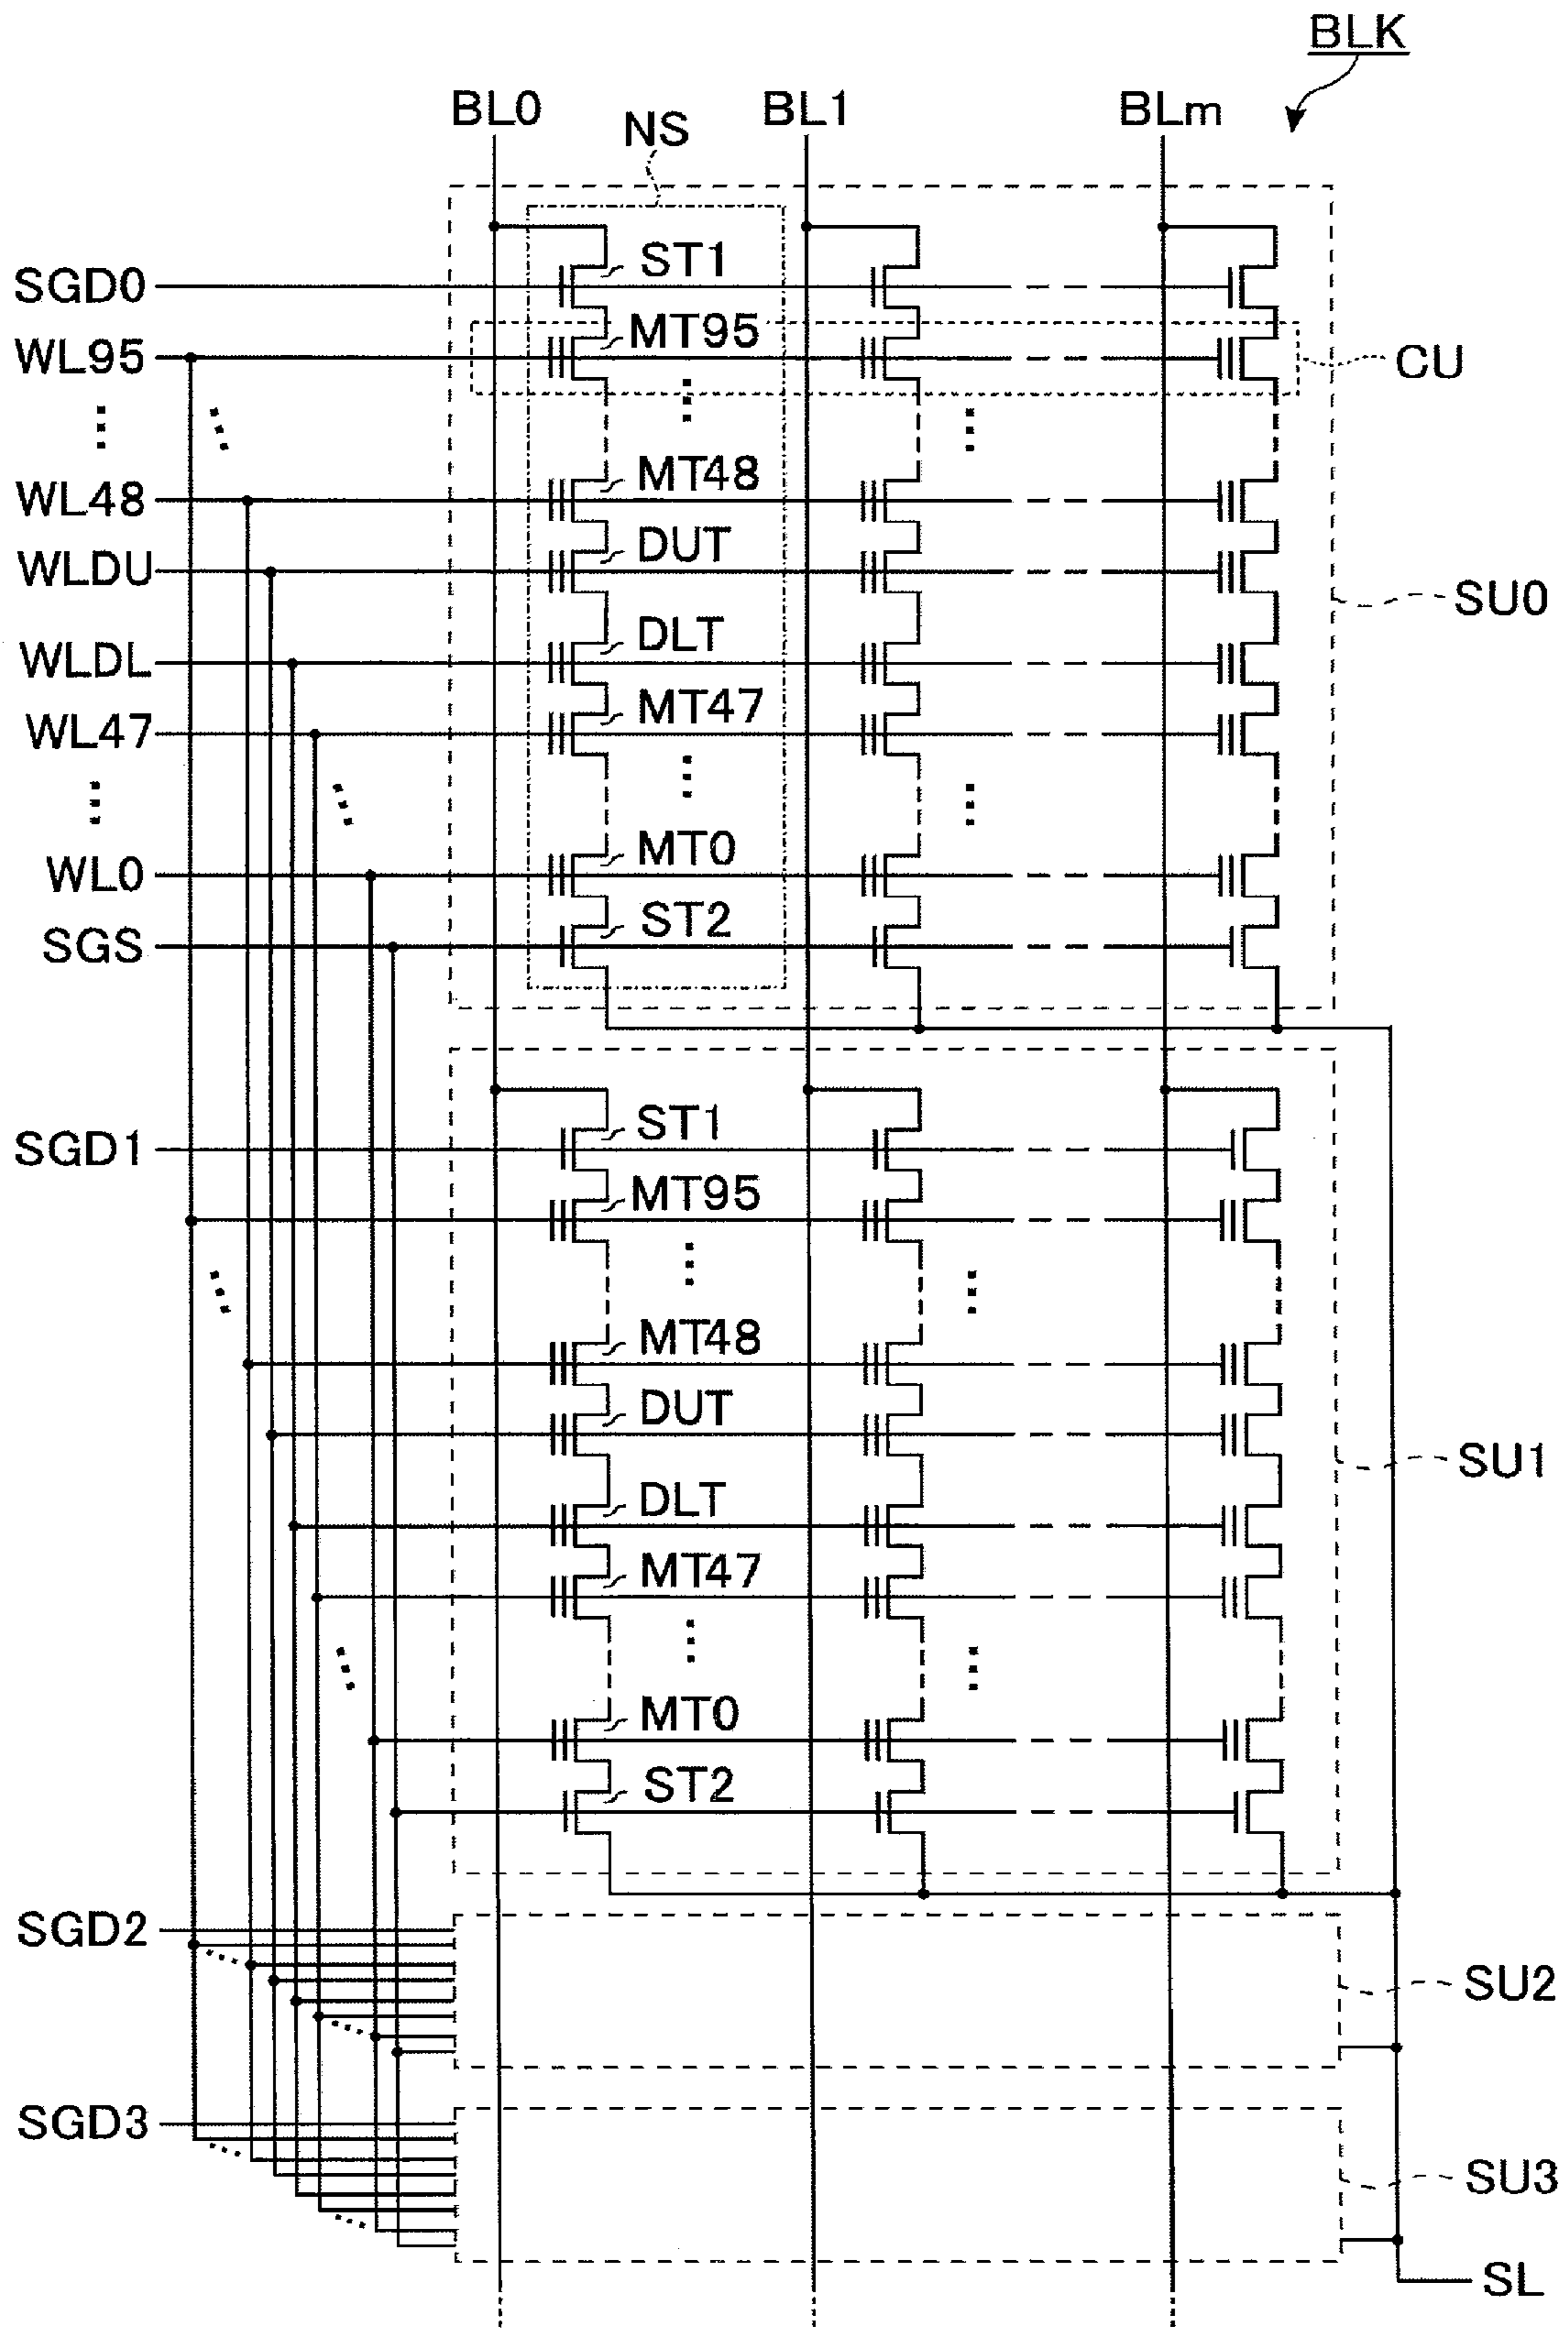 BLK
BL0 NS BL1 BLm
SGD0 ST1
WL95 MT95 CU
WL48 MT48
WLDU DUT SU0
WLDL DLT
WL47 MT47
WL0 MT0
SGS ST2
SGD1 ST1
MT95
MT48
DUT SU1
DLT
MT47
MT0
ST2
SGD2 SU2
SGD3 SU3
SL